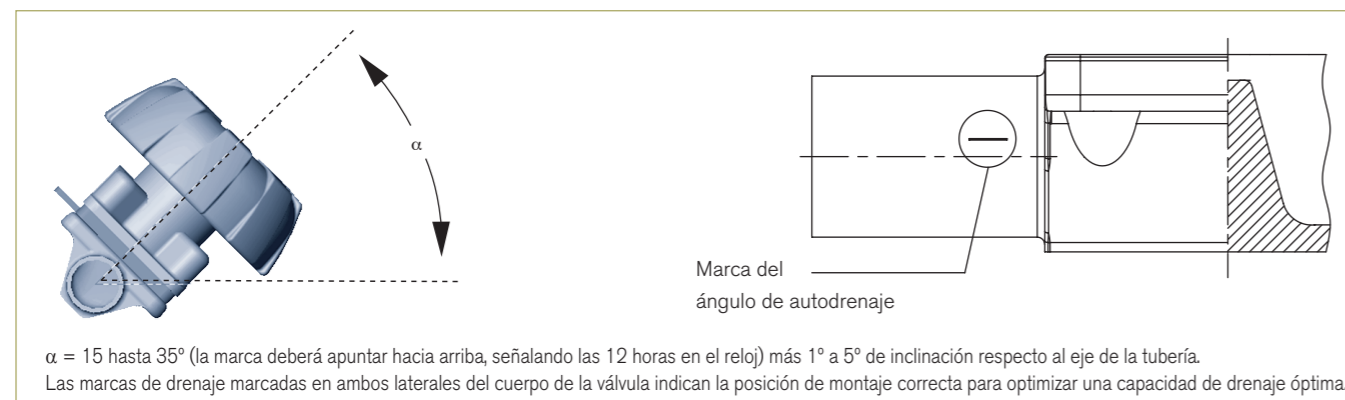 α
Marca del
ángulo de autodrenaje
α = 15 hasta 35º (la marca deberá apuntar hacia arriba, señalando las 12 horas en el reloj) más 1º a 5º de inclinación respecto al eje de la tubería.
Las marcas de drenaje marcadas en ambos laterales del cuerpo de la válvula indican la posición de montaje correcta para optimizar una capacidad de drenaje óptima.